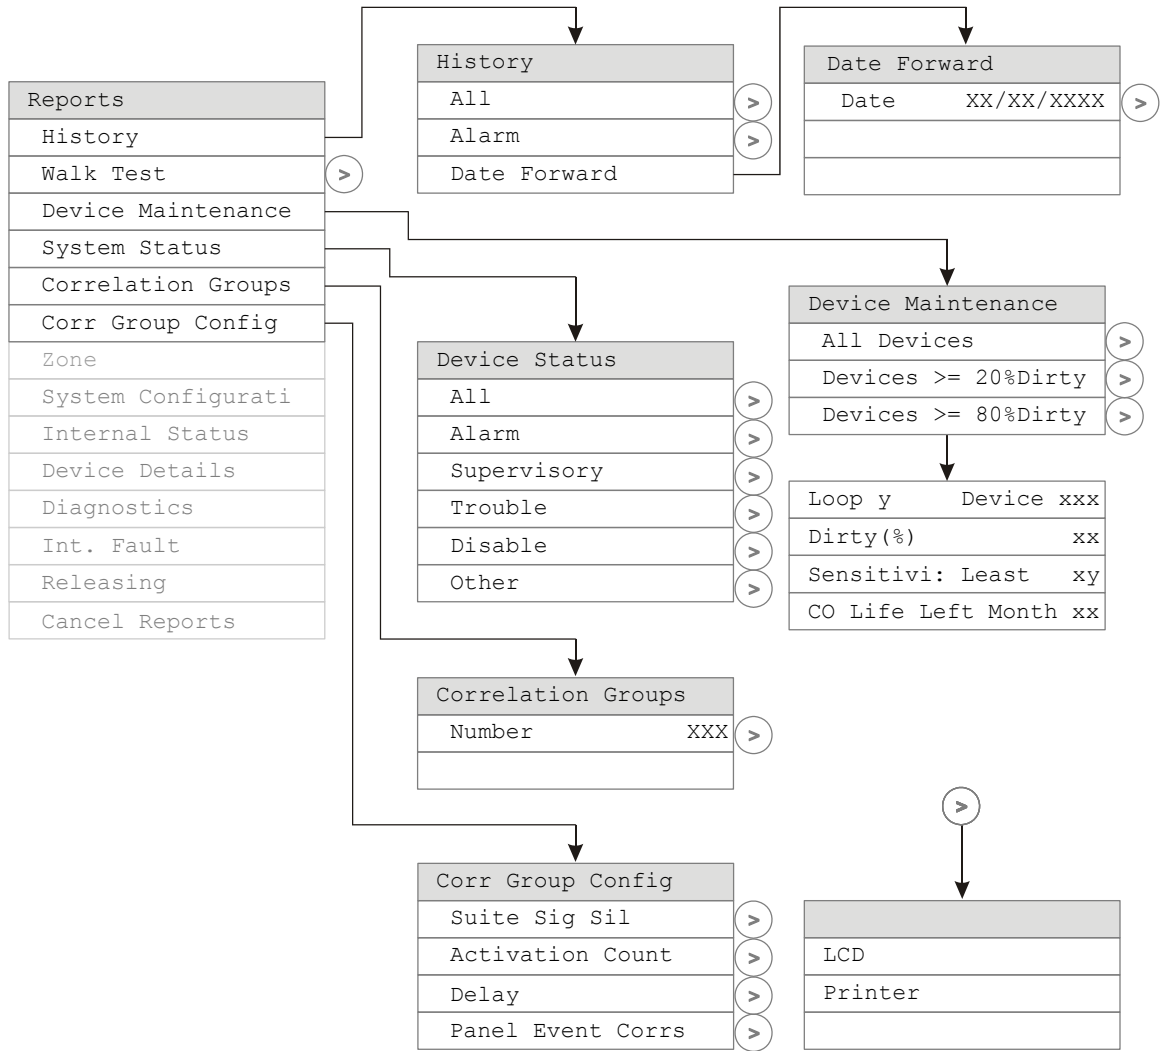 Reports
History
Walk Test
>
Device Maintenance
System Status
Correlation Groups
Corr Group Config
Zone
System Configurati
Internal Status
Device Details
Diagnostics
Int. Fault
Releasing
Cancel Reports
History
All
>
Alarm
>
Date Forward
Date Forward
Date XX/XX/XXXX
>
Device Maintenance
All Devices
>
Devices >= 20%Dirty
>
Devices >= 80%Dirty
>
Loop y Device xxx
Dirty(%) xx
Sensitivi: Least xy
CO Life Left Month xx
Device Status
All
>
Alarm
>
Supervisory
>
Trouble
>
Disable
>
Other
>
Correlation Groups
Number XXX
>
Corr Group Config
Suite Sig Sil
>
Activation Count
>
Delay
>
Panel Event Corrs
>
>
LCD
Printer